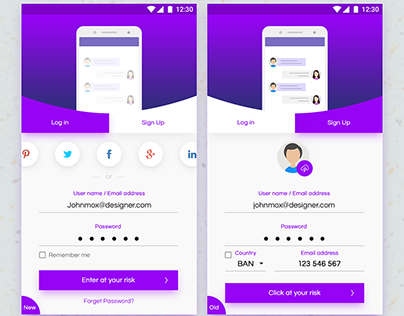 12:30
Log in
Sign Up
or
User name / Email address
Johnmox@designer.com
Password
Remember me
Enter at your risk
Forget Password?
New
12:30
Log in
Sign Up
User name / Email address
johnmox@designer.com
Password
Country
Email address
BAN
123 546 567
Click at your risk
Old